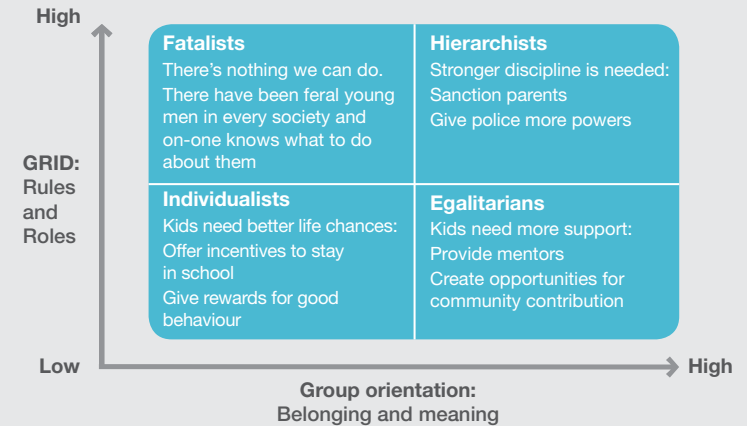 High
Fatalists
There's nothing we can do.
There have been feral young
men in every society and
on-one knows what to do
about them
Hierarchists
Stronger discipline is needed:
Sanction parents
Give police more powers
GRID:
Rules
and
Roles
Individualists
Kids need better life chances:
Offer incentives to stay
in school
Give rewards for good
behaviour
Egalitarians
Kids need more support:
Provide mentors
Create opportunities for
community contribution
Low
High
Group orientation:
Belonging and meaning